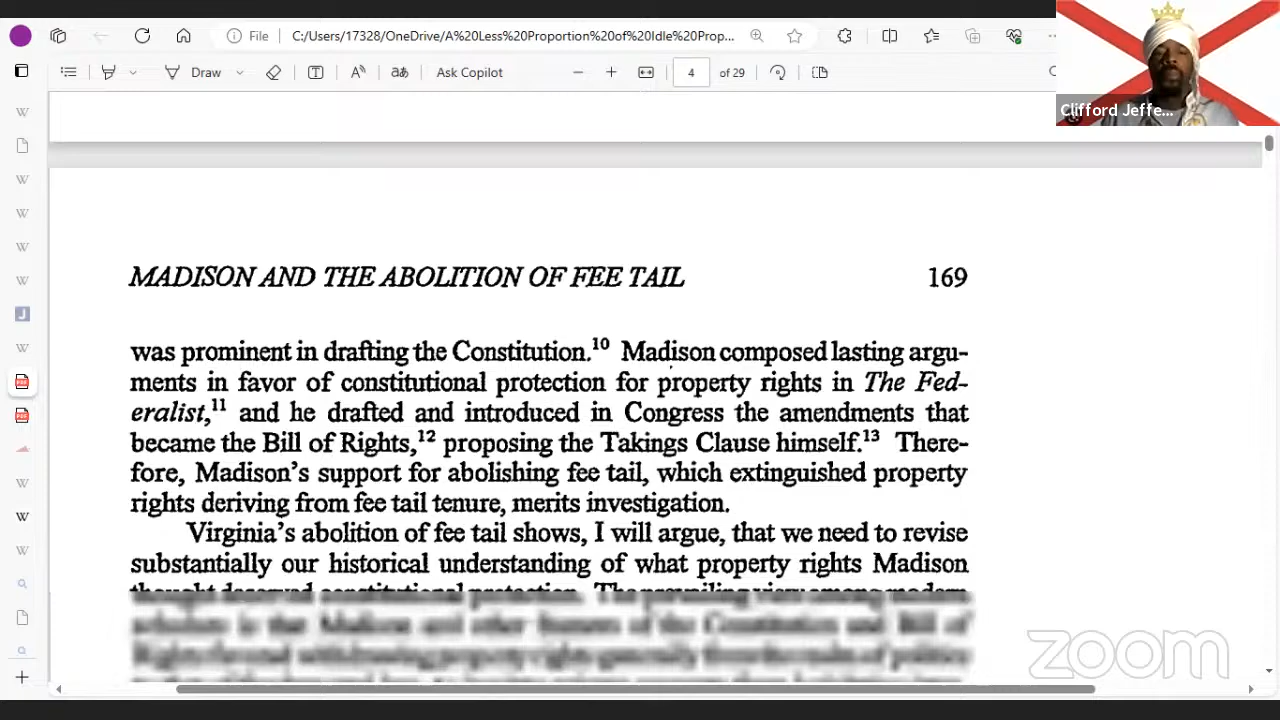 File
C:/Users/17328/OneDrive/A%20Less%20Proportion%20of%20Idle%20Prop...
Draw
Ask Copilot
4 of 29
Clifford Jeffe...
MADISON AND THE ABOLITION OF FEE TAIL 169
was prominent in drafting the Constitution.10 Madison composed lasting argu-
ments in favor of constitutional protection for property rights in The Fed-
eralist,11 and he drafted and introduced in Congress the amendments that
became the Bill of Rights,12 proposing the Takings Clause himself.13 There-
fore, Madison's support for abolishing fee tail, which extinguished property
rights deriving from fee tail tenure, merits investigation.
Virginia's abolition of fee tail shows, I will argue, that we need to revise
substantially our historical understanding of what property rights Madison
zoom